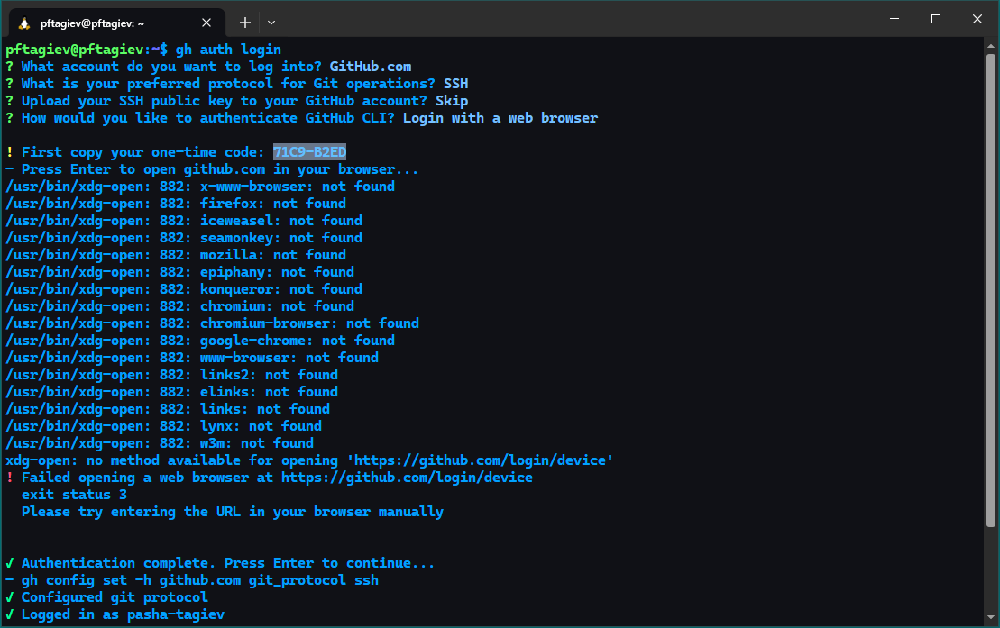 pftagiev@pftagiev: ~
pftagiev@pftagiev:~$ gh auth login
? What account do you want to log into? GitHub.com
? What is your preferred protocol for Git operations? SSH
? Upload your SSH public key to your GitHub account? Skip
? How would you like to authenticate GitHub CLI? Login with a web browser
! First copy your one-time code: 71C9-B2ED
- Press Enter to open github.com in your browser...
/usr/bin/xdg-open: 882: x-www-browser: not found
/usr/bin/xdg-open: 882: firefox: not found
/usr/bin/xdg-open: 882: iceweasel: not found
/usr/bin/xdg-open: 882: seamonkey: not found
/usr/bin/xdg-open: 882: mozilla: not found
/usr/bin/xdg-open: 882: epiphany: not found
/usr/bin/xdg-open: 882: konqueror: not found
/usr/bin/xdg-open: 882: chromium: not found
/usr/bin/xdg-open: 882: chromium-browser: not found
/usr/bin/xdg-open: 882: google-chrome: not found
/usr/bin/xdg-open: 882: www-browser: not found
/usr/bin/xdg-open: 882: links2: not found
/usr/bin/xdg-open: 882: elinks: not found
/usr/bin/xdg-open: 882: links: not found
/usr/bin/xdg-open: 882: lynx: not found
/usr/bin/xdg-open: 882: w3m: not found
xdg-open: no method available for opening 'https://github.com/login/device'
! Failed opening a web browser at https://github.com/login/device
exit status 3
Please try entering the URL in your browser manually
✓ Authentication complete. Press Enter to continue...
- gh config set -h github.com git_protocol ssh
✓ Configured git protocol
✓ Logged in as pasha-tagiev